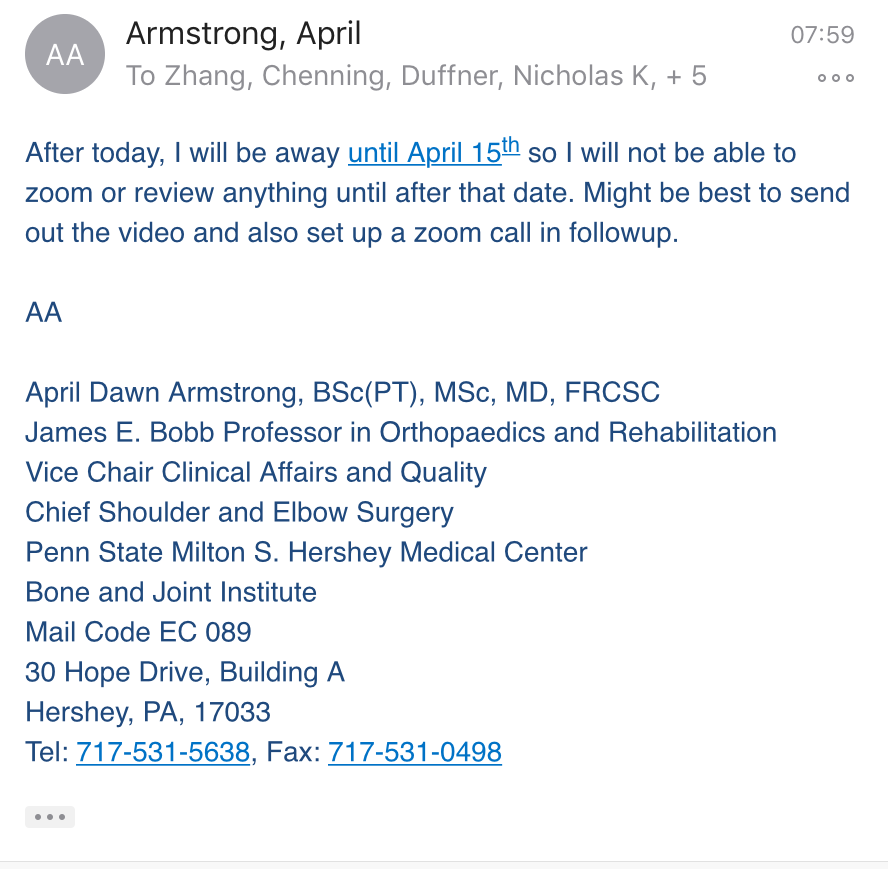 AA
Armstrong, April
07:59
To Zhang, Chenning, Duffner, Nicholas K, + 5
After today, I will be away until April 15th so I will not be able to
zoom or review anything until after that date. Might be best to send
out the video and also set up a zoom call in followup.
AA
April Dawn Armstrong, BSc(PT), MSc, MD, FRCSC
James E. Bobb Professor in Orthopaedics and Rehabilitation
Vice Chair Clinical Affairs and Quality
Chief Shoulder and Elbow Surgery
Penn State Milton S. Hershey Medical Center
Bone and Joint Institute
Mail Code EC 089
30 Hope Drive, Building A
Hershey, PA, 17033
Tel: 717-531-5638, Fax: 717-531-0498